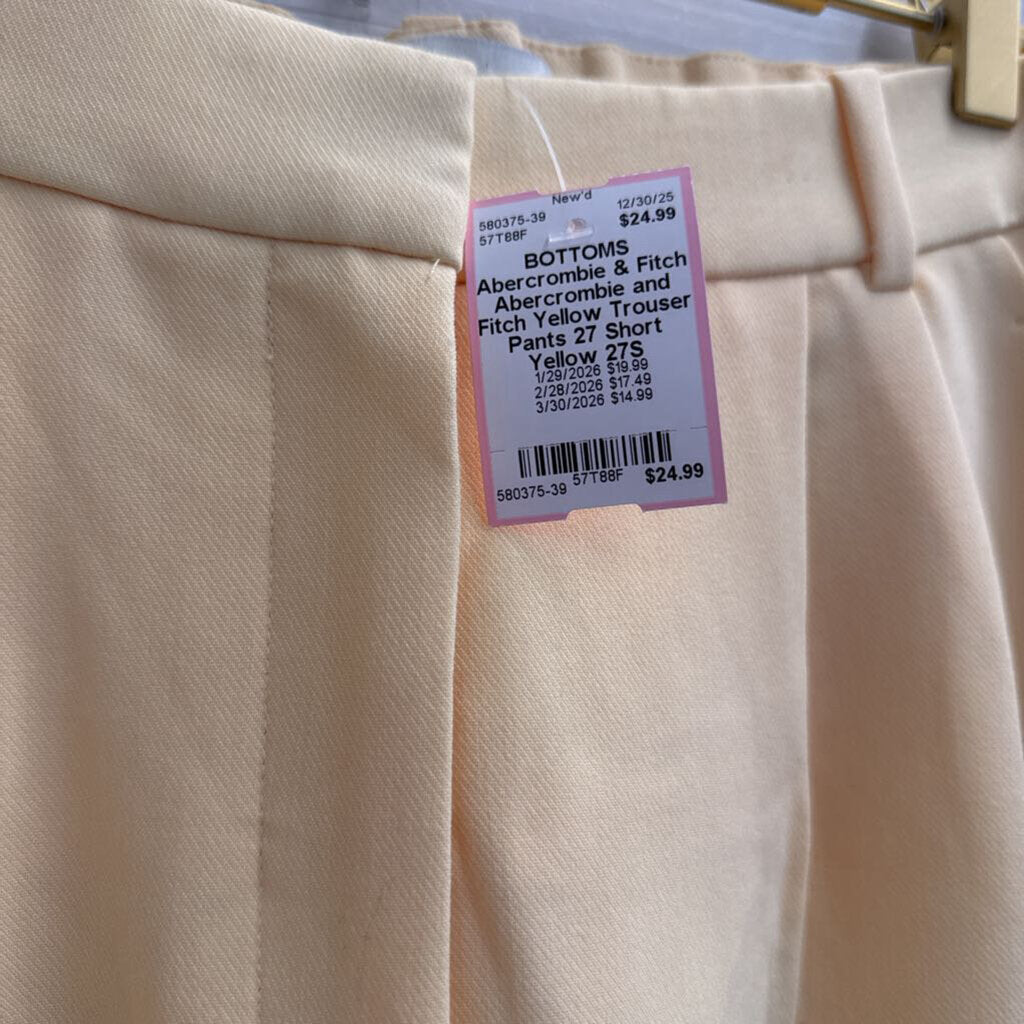 New'd
580375-39 12/30/25
57T88F $24.99
BOTTOMS
Abercrombie & Fitch
Abercrombie and
Fitch Yellow Trouser
Pants 27 Short
Yellow 27S
1/29/2026 $19.99
2/28/2026 $17.49
3/30/2026 $14.99
580375-39 57T88F $24.99